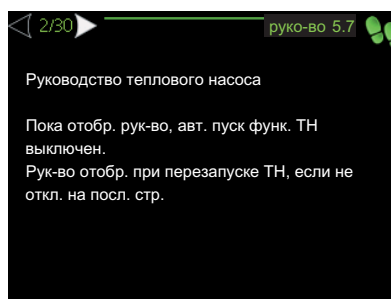 2/30
руко-во 5.7
Руководство теплового насоса
Пока отобр. рук-во, авт. пуск функ. ТН
выключен.
Рук-во отобр. при перезапуске ТН, если не
откл. на посл. стр.